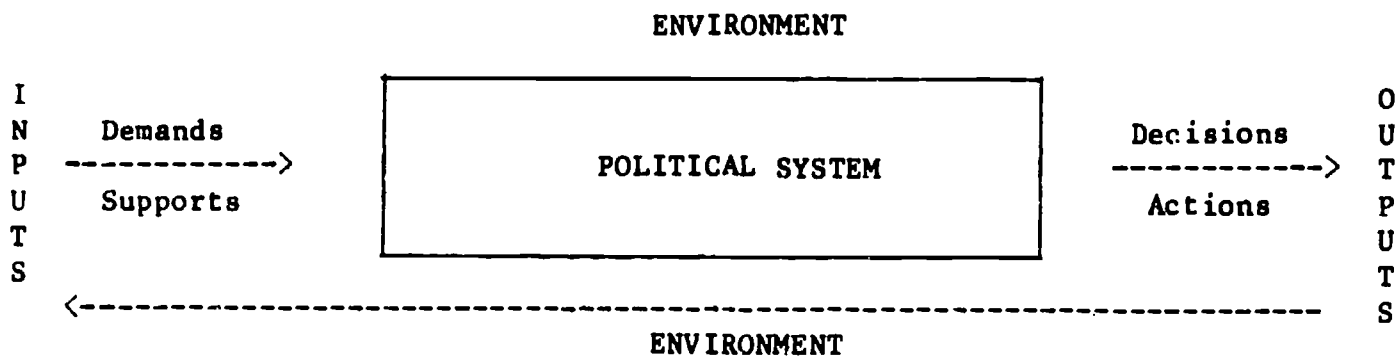 ENVIRONMENT
INPUTS
Demands
Supports
POLITICAL SYSTEM
Decisions
Actions
OUTPUTS
ENVIRONMENT